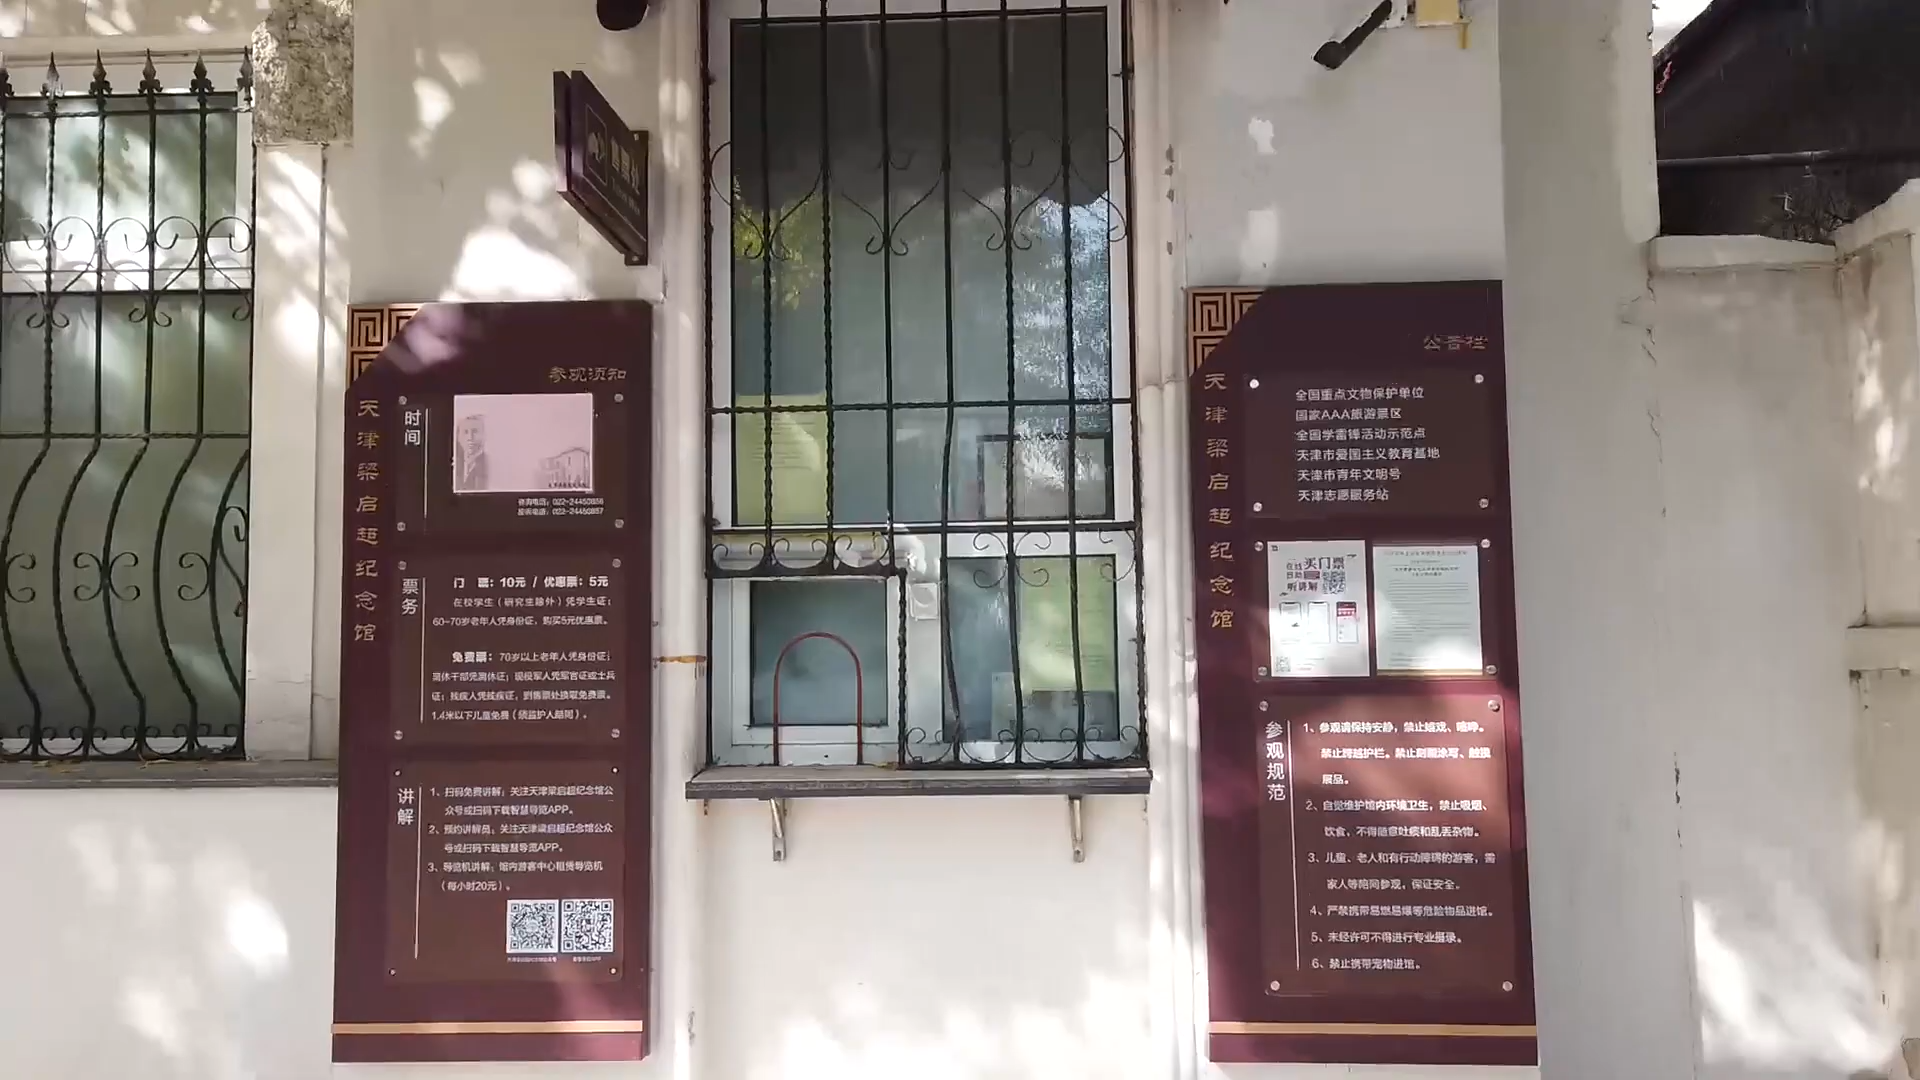 售票处
参观须知
天津梁启超纪念馆
时间
咨询电话：022-24450856
投诉电话：022-24450857
票务
门 票：10元 / 优惠票：5元
在校学生（研究生除外）凭学生证；
60-70岁老年人凭身份证，购买5元优惠票。
免费票：70岁以上老年人凭身份证；
离休干部凭离休证；现役军人凭军官证或士兵
证；残疾人凭残疾证，到售票处换取免费票。
1.4米以下儿童免费（须监护人陪同）。
讲解
1、扫码免费讲解：关注天津梁启超纪念馆公
众号或扫码下载智慧导览APP。
2、预约讲解员：关注天津梁启超纪念馆公众
号或扫码下载智慧导览APP。
3、导览机讲解：馆内游客中心租赁导览机
（每小时20元）。
公告栏
天津梁启超纪念馆
全国重点文物保护单位
国家AAA旅游景区
全国学雷锋活动示范点
天津市爱国主义教育基地
天津市青年文明号
天津志愿服务站
在线买门票
听讲解
参观规范
1、参观请保持安静，禁止嬉戏、喧哗。
禁止跨越护栏。禁止刻画涂写、触摸
展品。
2、自觉维护馆内环境卫生，禁止吸烟、
饮食，不得随意吐痰和乱丢杂物。
3、儿童、老人和有行动障碍的游客，需
家人等陪同参观，保证安全。
4、严禁携带易燃易爆等危险物品进馆。
5、未经许可不得进行专业摄录。
6、禁止携带宠物进馆。